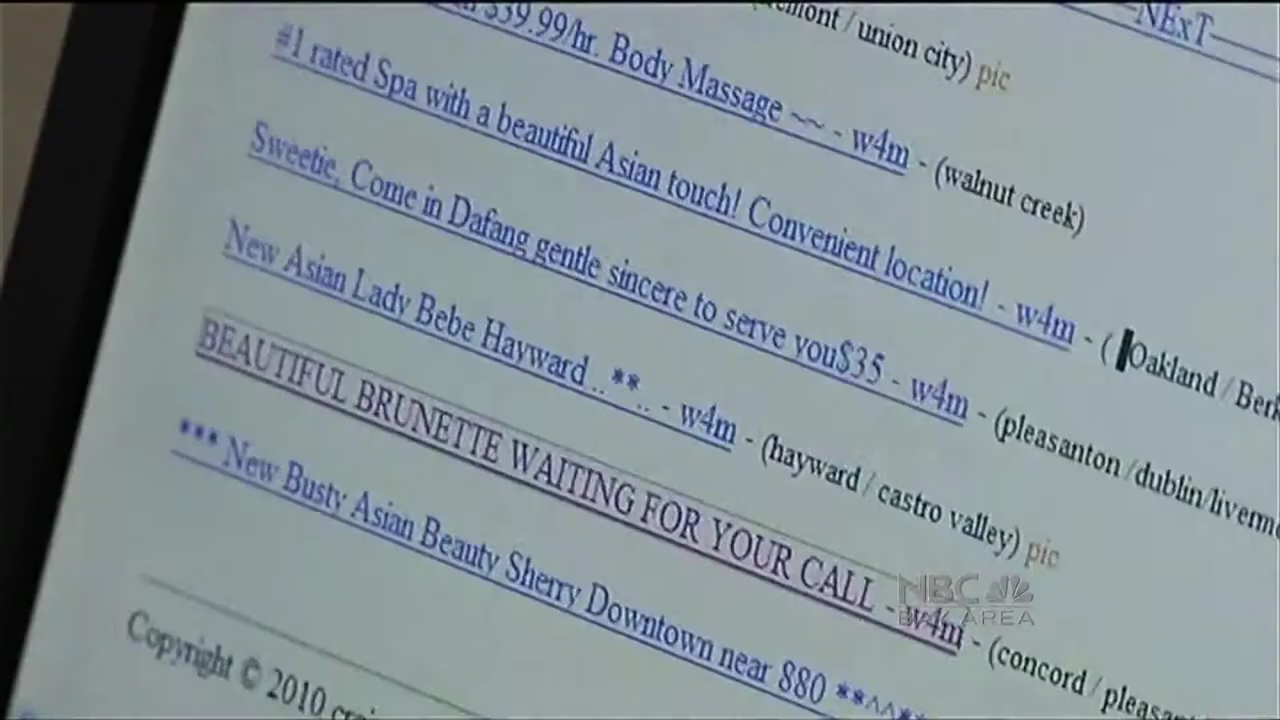 $39.99/hr. Body Massage ~~ - w4m - (walnut creek)
/ union city) pic
NExT
#1 rated Spa with a beautiful Asian touch! Convenient location! - w4m - ( Oakland /
Sweetie, Come in Dafang gentle sincere to serve you$35 - w4m - (pleasanton /dublin/
New Asian Lady Bebe Hayward .. **.. - w4m - (hayward / castro valley) pic
BEAUTIFUL BRUNETTE WAITING FOR YOUR CALL - w4m - (concord /
*** New Busty Asian Beauty Sherry Downtown near 880 **^^**
Copyright © 2010
NBC
BAY AREA